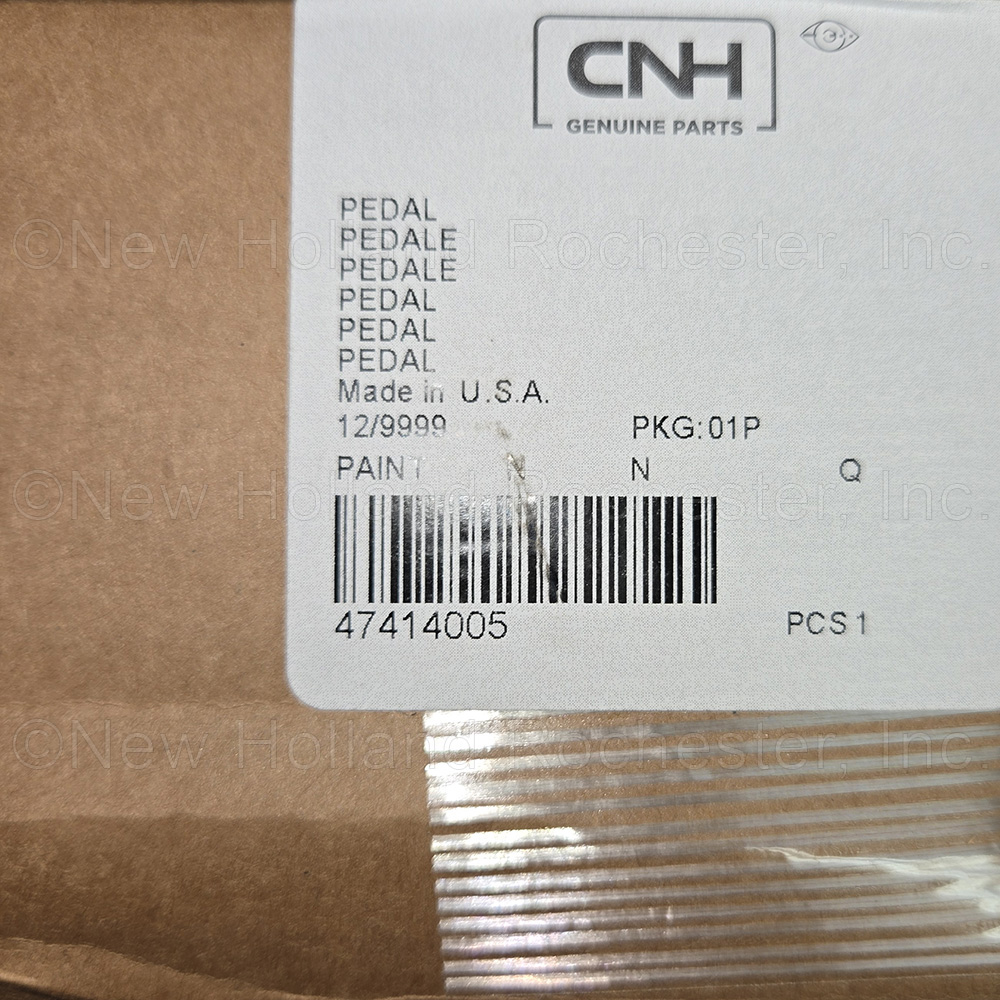 CNH
GENUINE PARTS
PEDAL
©New Holland Rochester, Inc.
PEDALE
PEDALE
PEDAL
PEDAL
PEDAL
Made in U.S.A.
12/9999 PKG:01P
PAINT N N Q
©New Holland Rochester, Inc.
47414005 PCS 1
©New Holland Rochester, Inc.